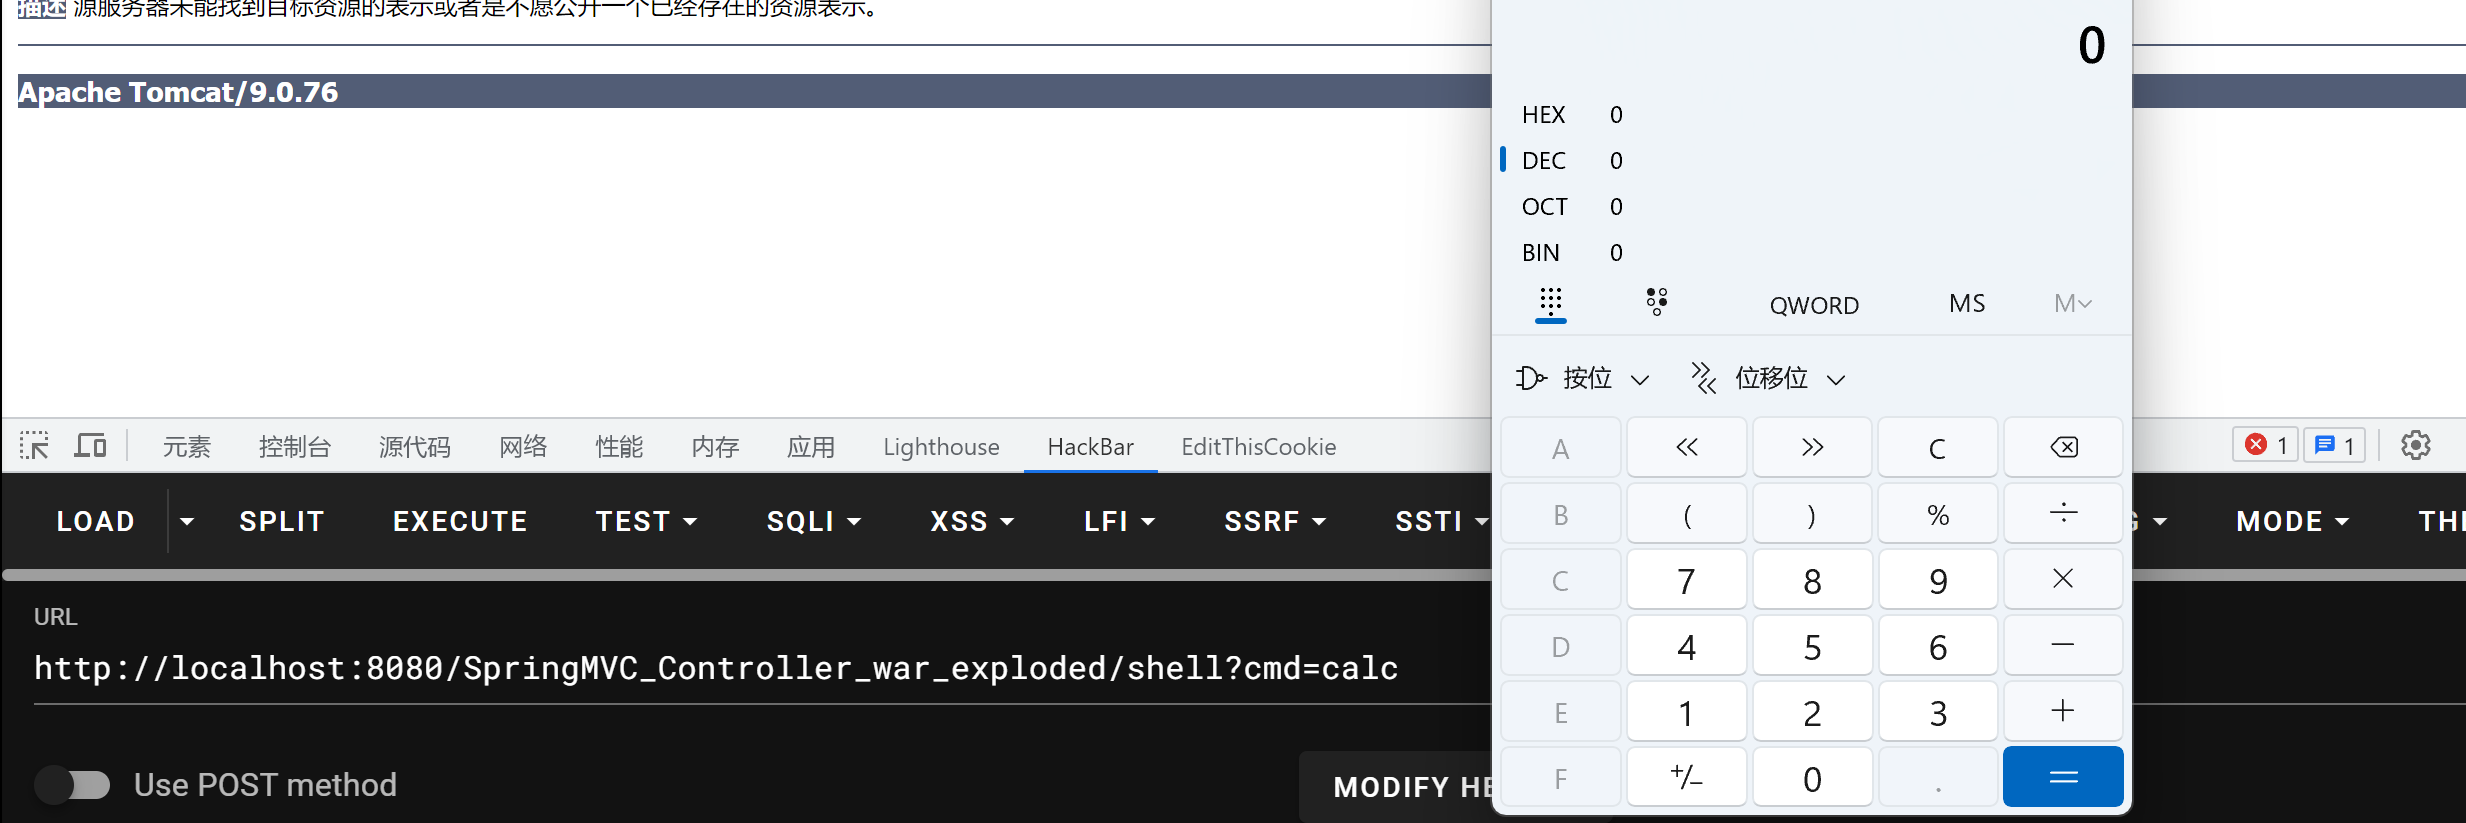 描述 源服务器未能找到目标资源的表示或者是不愿公开一个已经存在的资源表示。
Apache Tomcat/9.0.76
0
HEX 0
DEC 0
OCT 0
BIN 0
QWORD MS M
按位 位移位
A « » C
B ( ) % ÷
C 7 8 9 ×
D 4 5 6 −
E 1 2 3 +
F +/− 0 . =
元素 控制台 源代码 网络 性能 内存 应用 Lighthouse HackBar EditThisCookie 1 1
LOAD SPLIT EXECUTE TEST SQLI XSS LFI SSRF SSTI G MODE THE
URL
http://localhost:8080/SpringMVC_Controller_war_exploded/shell?cmd=calc
Use POST method MODIFY HE